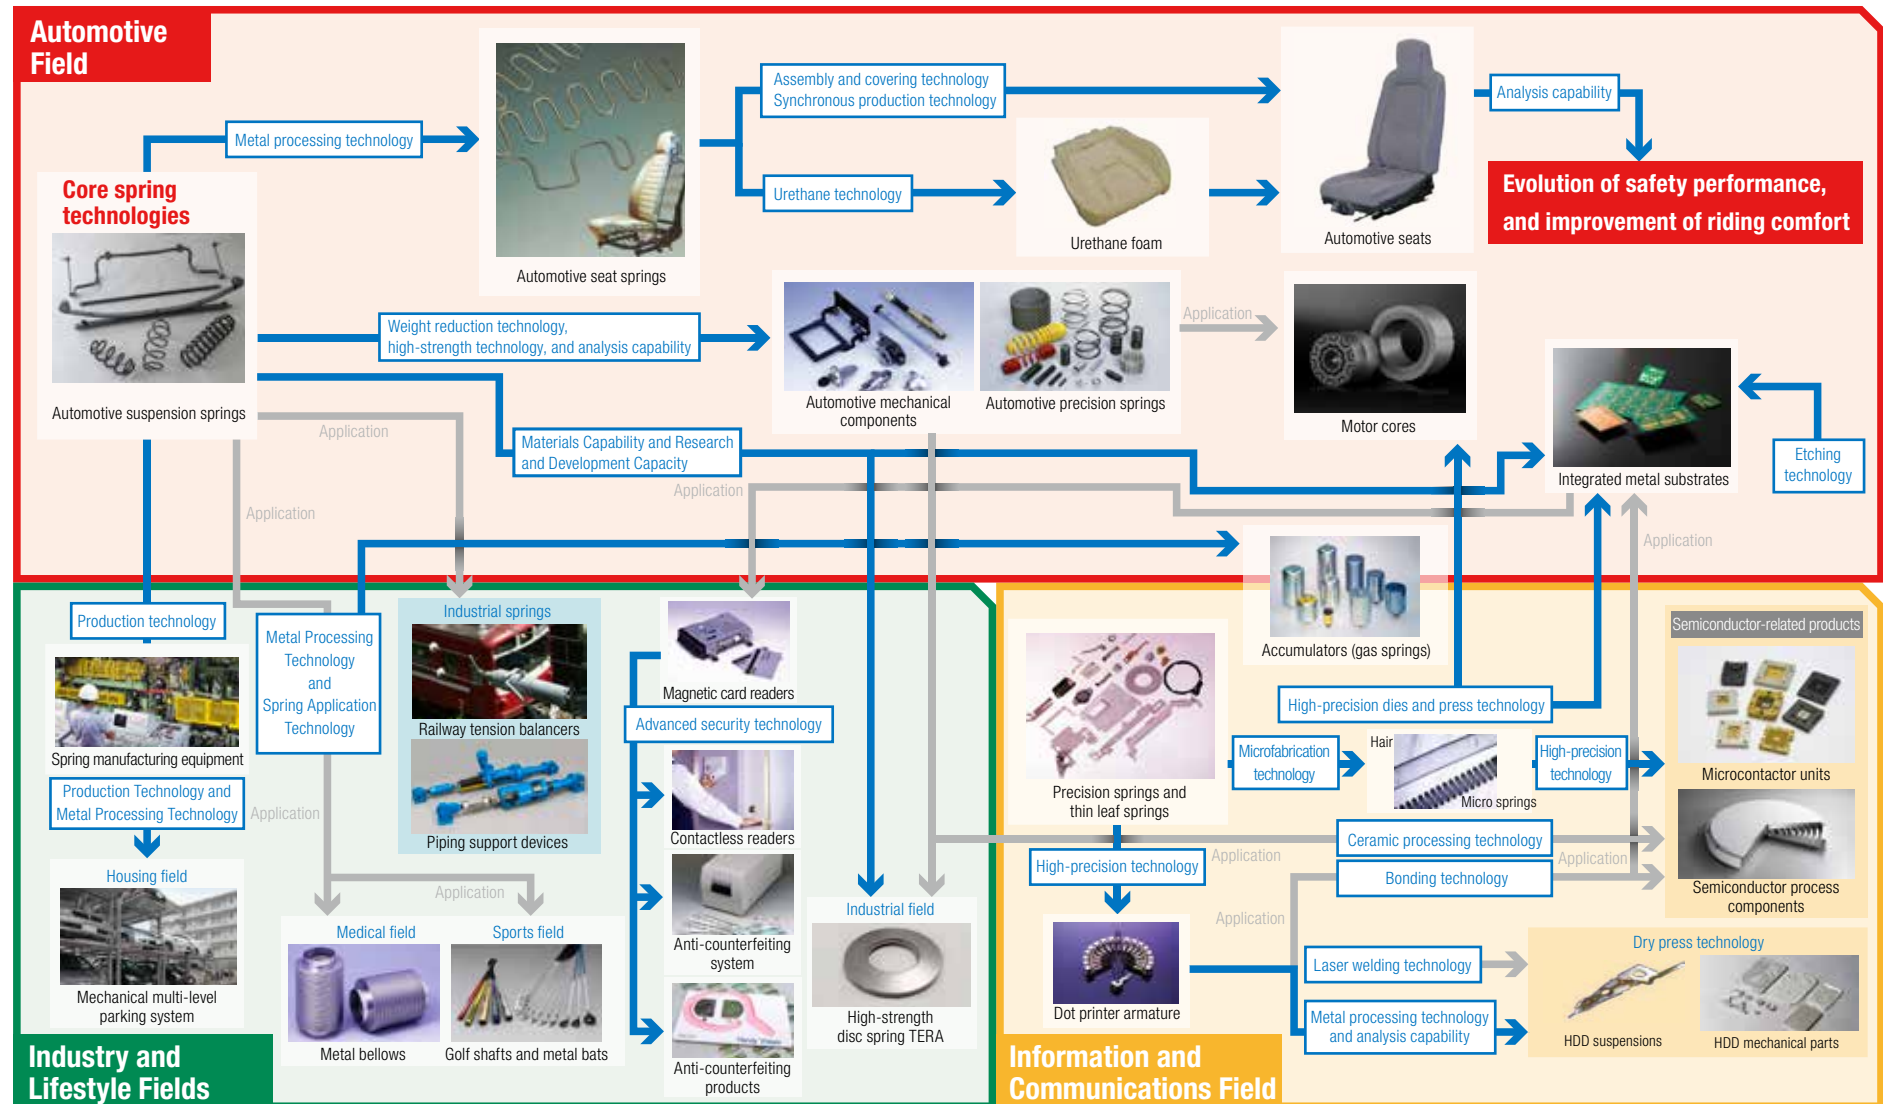 Automotive
Field
Metal processing technology
Assembly and covering technology
Synchronous production technology
Analysis capability
Core spring
technologies
Urethane technology
Evolution of safety performance,
and improvement of riding comfort
Urethane foam
Automotive seats
Automotive seat springs
Weight reduction technology,
high-strength technology, and analysis capability
Application
Automotive suspension springs
Automotive mechanical
components
Automotive precision springs
Motor cores
Application
Materials Capability and Research
and Development Capacity
Etching
technology
Integrated metal substrates
Application
Application
Application
Industry and
Lifestyle Fields
Production technology
Metal Processing
Technology
and
Spring Application
Technology
Industrial springs
Railway tension balancers
Piping support devices
Magnetic card readers
Advanced security technology
Contactless readers
Anti-counterfeiting
system
Anti-counterfeiting
products
Spring manufacturing equipment
Production Technology and
Metal Processing Technology
Application
Housing field
Mechanical multi-level
parking system
Application
Medical field
Metal bellows
Sports field
Golf shafts and metal bats
Industrial field
High-strength
disc spring TERA
Information and
Communications Field
Accumulators (gas springs)
Semiconductor-related products
High-precision dies and press technology
Precision springs and
thin leaf springs
Microfabrication
technology
Hair
Micro springs
High-precision
technology
Microcontactor units
Ceramic processing technology
Application
High-precision technology
Application
Bonding technology
Semiconductor process
components
Application
Dot printer armature
Laser welding technology
Metal processing technology
and analysis capability
Dry press technology
HDD suspensions
HDD mechanical parts